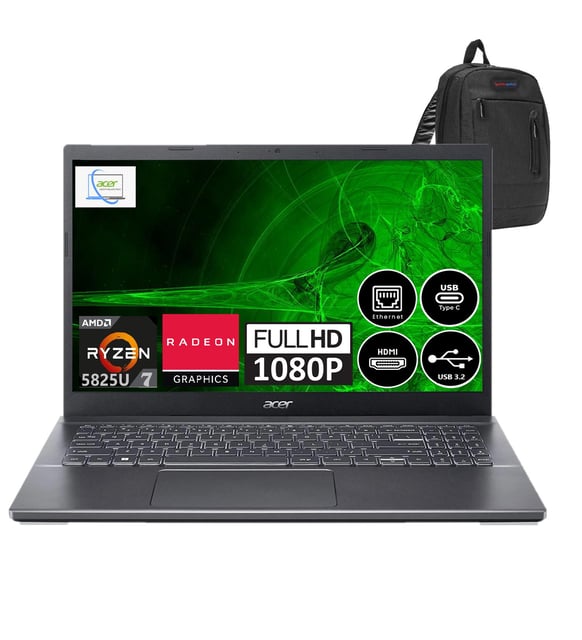 acer
AMD
RYZEN
5825U 7
RADEON
GRAPHICS
FULL HD
1080P
Ethernet
USB
Type C
HDMI
USB 3.2
acer